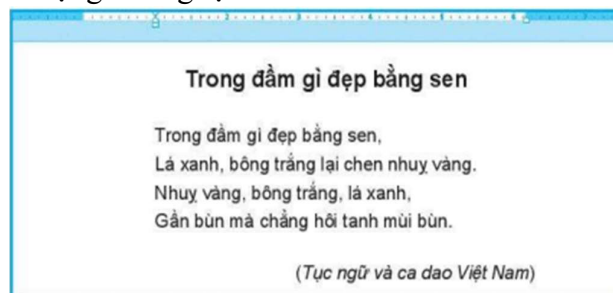 Trong đầm gì đẹp bằng sen
Trong đầm gì đẹp bằng sen,
Lá xanh, bông trắng lại chen nhuỵ vàng.
Nhuỵ vàng, bông trắng, lá xanh,
Gần bùn mà chẳng hôi tanh mùi bùn.
(Tục ngữ và ca dao Việt Nam)